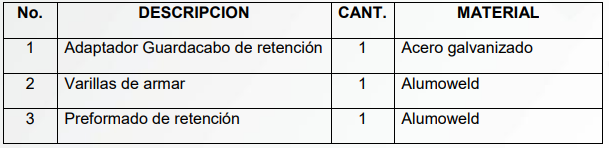 No. DESCRIPCION CANT. MATERIAL
1 Adaptador Guardacabo de retención 1 Acero galvanizado
2 Varillas de armar 1 Alumoweld
3 Preformado de retención 1 Alumoweld